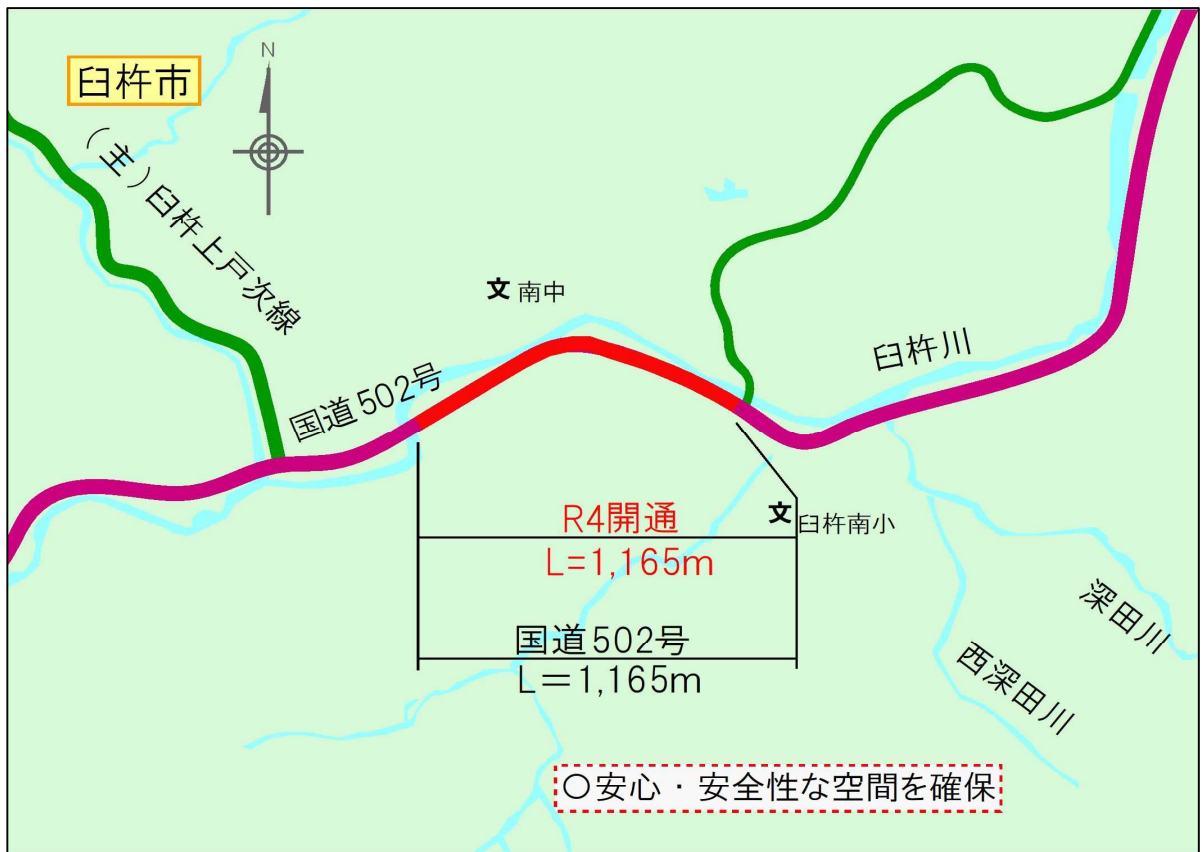 臼杵市
N
（主）臼杵上戸次線
文 南中
国道502号
臼杵川
R4開通
L=1,165m
文 臼杵南小
国道502号
L＝1,165m
深田川
西深田川
○安心・安全性な空間を確保